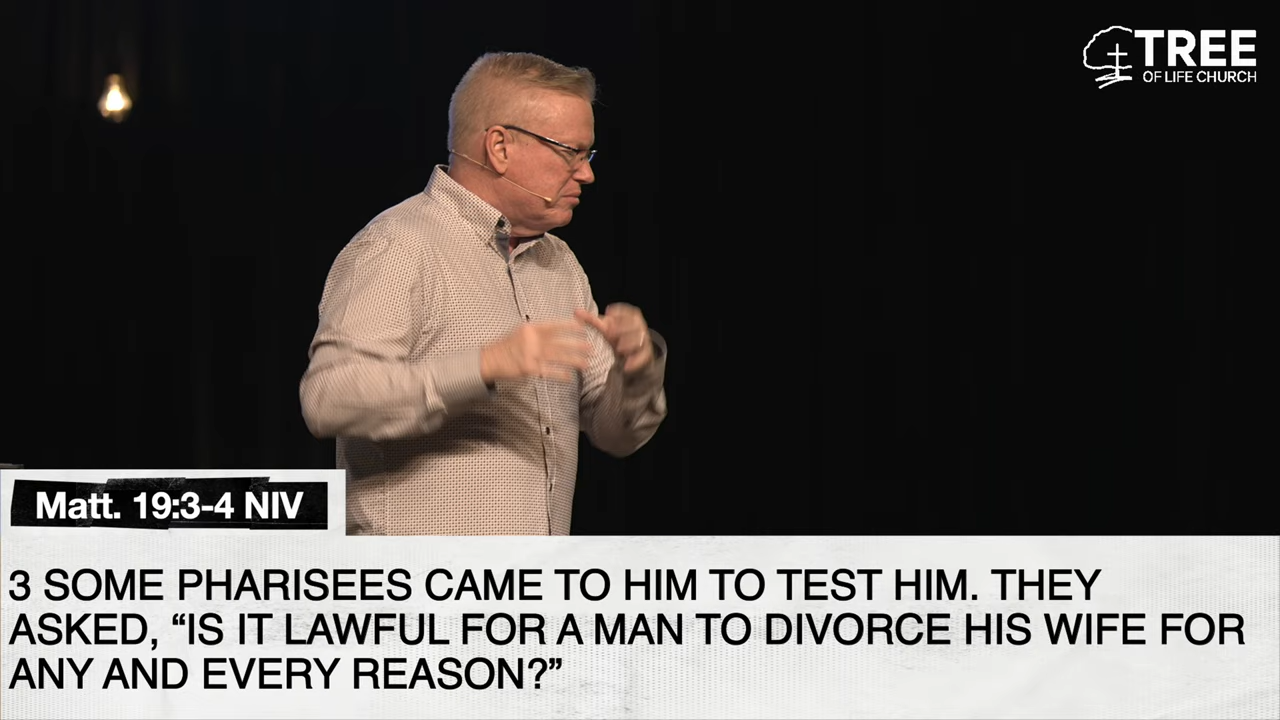 TREE
OF LIFE CHURCH
Matt. 19:3-4 NIV
3 SOME PHARISEES CAME TO HIM TO TEST HIM. THEY
ASKED, “IS IT LAWFUL FOR A MAN TO DIVORCE HIS WIFE FOR
ANY AND EVERY REASON?”